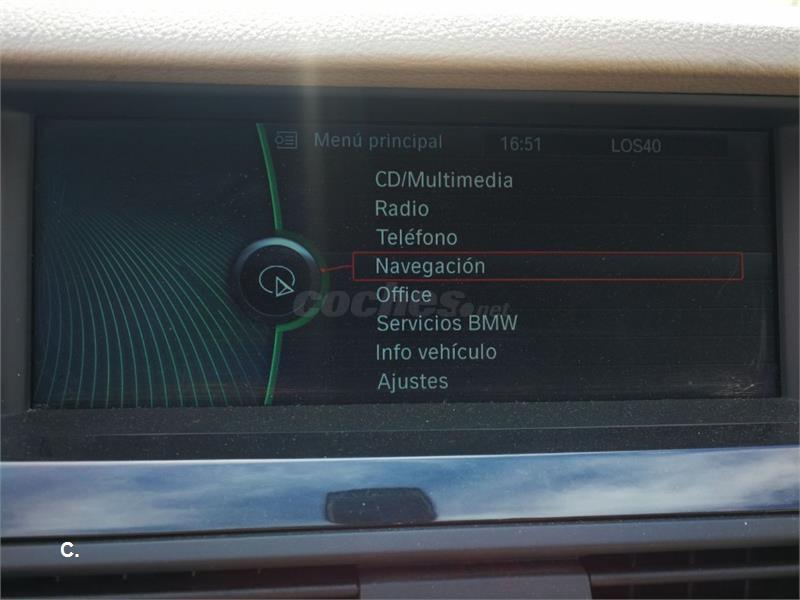 Menú principal 16:51 LOS40
CD/Multimedia
Radio
Teléfono
Navegación
Office
Servicios BMW
Info vehículo
Ajustes
coches.net
C.